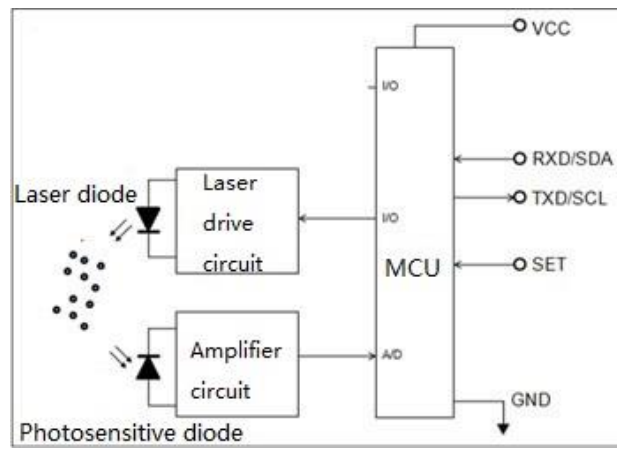 VCC
I/O
RXD/SDA
Laser diode
Laser
drive
circuit
I/O
TXD/SCL
MCU
SET
Amplifier
circuit
A/D
GND
Photosensitive diode